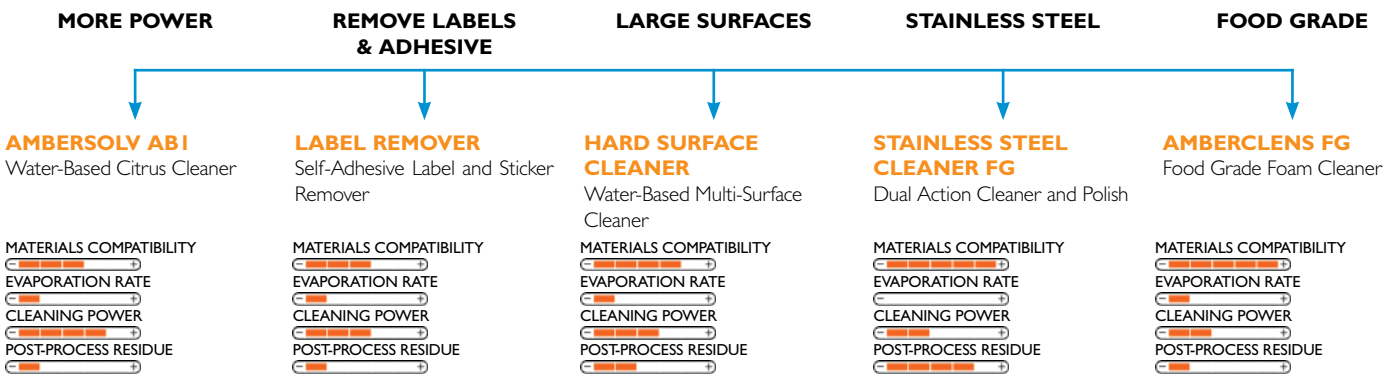 MORE POWER
REMOVE LABELS
& ADHESIVE
LARGE SURFACES
STAINLESS STEEL
FOOD GRADE
AMBERSOLV AB1
Water-Based Citrus Cleaner
LABEL REMOVER
Self-Adhesive Label and Sticker
Remover
HARD SURFACE
CLEANER
Water-Based Multi-Surface
Cleaner
STAINLESS STEEL
CLEANER FG
Dual Action Cleaner and Polish
AMBERCLENS FG
Food Grade Foam Cleaner
MATERIALS COMPATIBILITY
- +
EVAPORATION RATE
- +
CLEANING POWER
- +
POST-PROCESS RESIDUE
- +
MATERIALS COMPATIBILITY
- +
EVAPORATION RATE
- +
CLEANING POWER
- +
POST-PROCESS RESIDUE
- +
MATERIALS COMPATIBILITY
- +
EVAPORATION RATE
- +
CLEANING POWER
- +
POST-PROCESS RESIDUE
- +
MATERIALS COMPATIBILITY
- +
EVAPORATION RATE
- +
CLEANING POWER
- +
POST-PROCESS RESIDUE
- +
MATERIALS COMPATIBILITY
- +
EVAPORATION RATE
- +
CLEANING POWER
- +
POST-PROCESS RESIDUE
- +